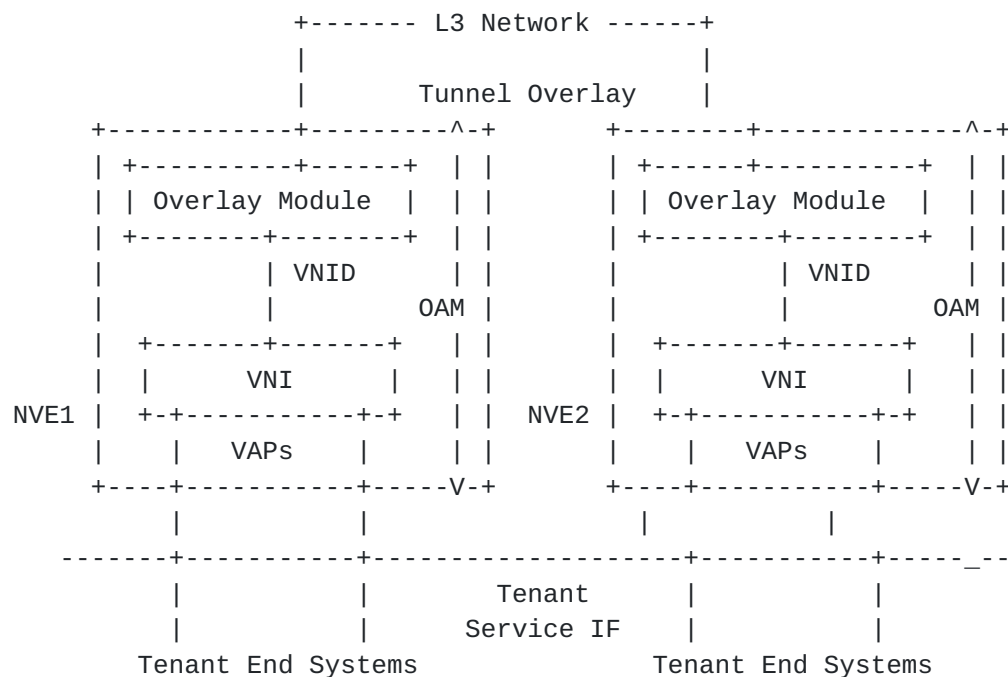 L3 Network
Tunnel Overlay
Overlay Module Overlay Module
VNID VNID
OAM OAM
VNI VNI
NVE1 NVE2
VAPs VAPs
Tenant
Service IF
Tenant End Systems Tenant End Systems